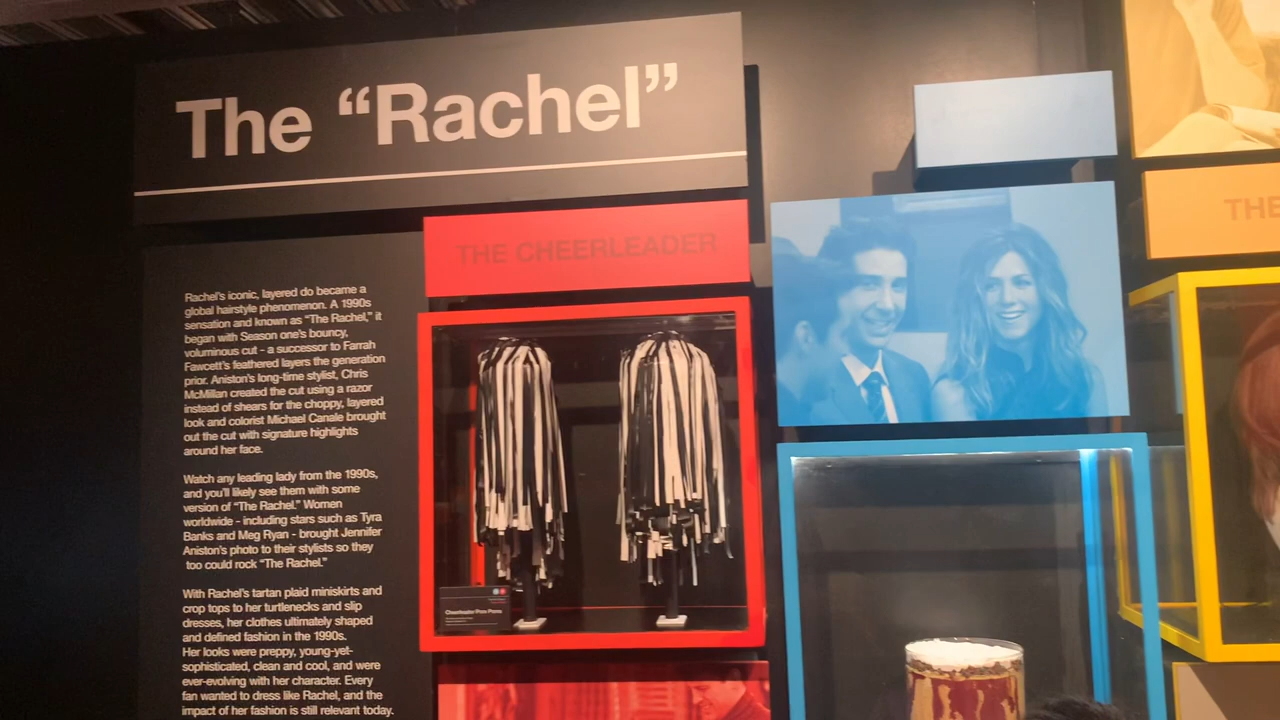 The “Rachel”
Rachel's iconic, layered do became a
global hairstyle phenomenon. A 1990s
sensation and known as “The Rachel,” it
began with Season one's bouncy,
voluminous cut - a successor to Farrah
Fawcett's feathered layers the generation
prior. Aniston's long-time stylist, Chris
McMillan created the cut using a razor
instead of shears for the choppy, layered
look and colorist Michael Canale brought
out the cut with signature highlights
around her face.
Watch any leading lady from the 1990s,
and you'll likely see them with some
version of “The Rachel.” Women
worldwide - including stars such as Tyra
Banks and Meg Ryan - brought Jennifer
Aniston's photo to their stylists so they
too could rock “The Rachel.”
With Rachel's tartan plaid miniskirts and
crop tops to her turtlenecks and slip
dresses, her clothes ultimately shaped
and defined fashion in the 1990s.
Her looks were preppy, young-yet-
sophisticated, clean and cool, and were
ever-evolving with her character. Every
fan wanted to dress like Rachel, and the
impact of her fashion is still relevant today.
THE CHEERLEADER
Cheerleader Pom Poms
THE